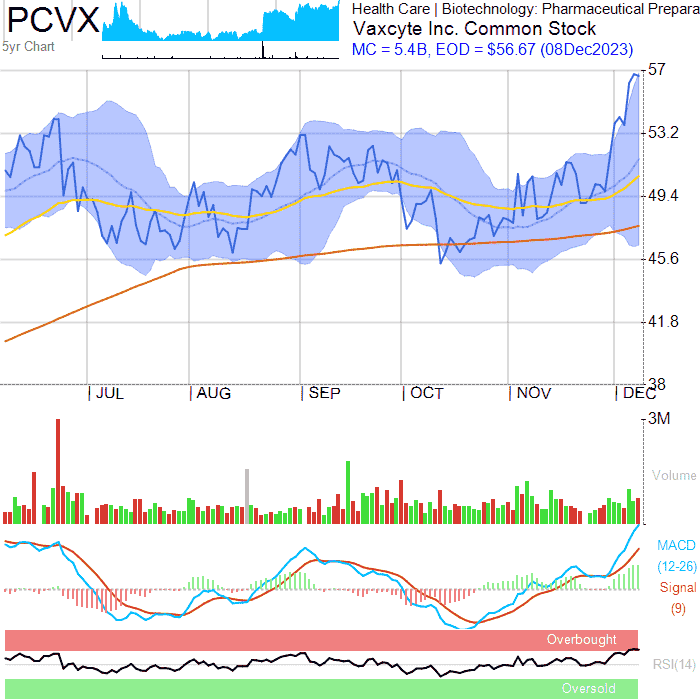 PCVX
5yr Chart
Health Care | Biotechnology: Pharmaceutical Prepara
Vaxcyte Inc. Common Stock
MC = 5.4B, EOD = $56.67 (08Dec2023)
57
53.2
49.4
45.6
41.8
38
JUL AUG SEP OCT NOV DEC
3M
Volume
MACD
(12-26)
Signal
(9)
Overbought
RSI(14)
Oversold